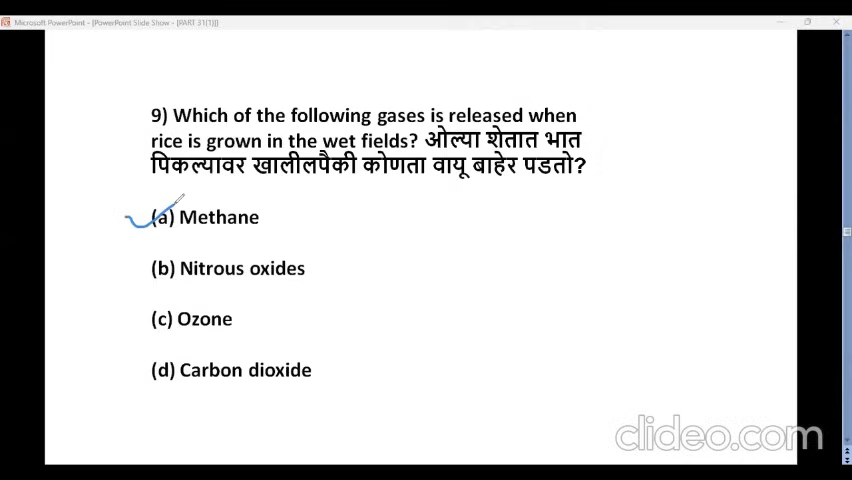 Microsoft PowerPoint - [PowerPoint Slide Show - [PART 31(1)]]
9) Which of the following gases is released when
rice is grown in the wet fields? ओल्या शेतात भात
पिकल्यावर खालीलपैकी कोणता वायू बाहेर पडतो?
(a) Methane
(b) Nitrous oxides
(c) Ozone
(d) Carbon dioxide
clideo.com